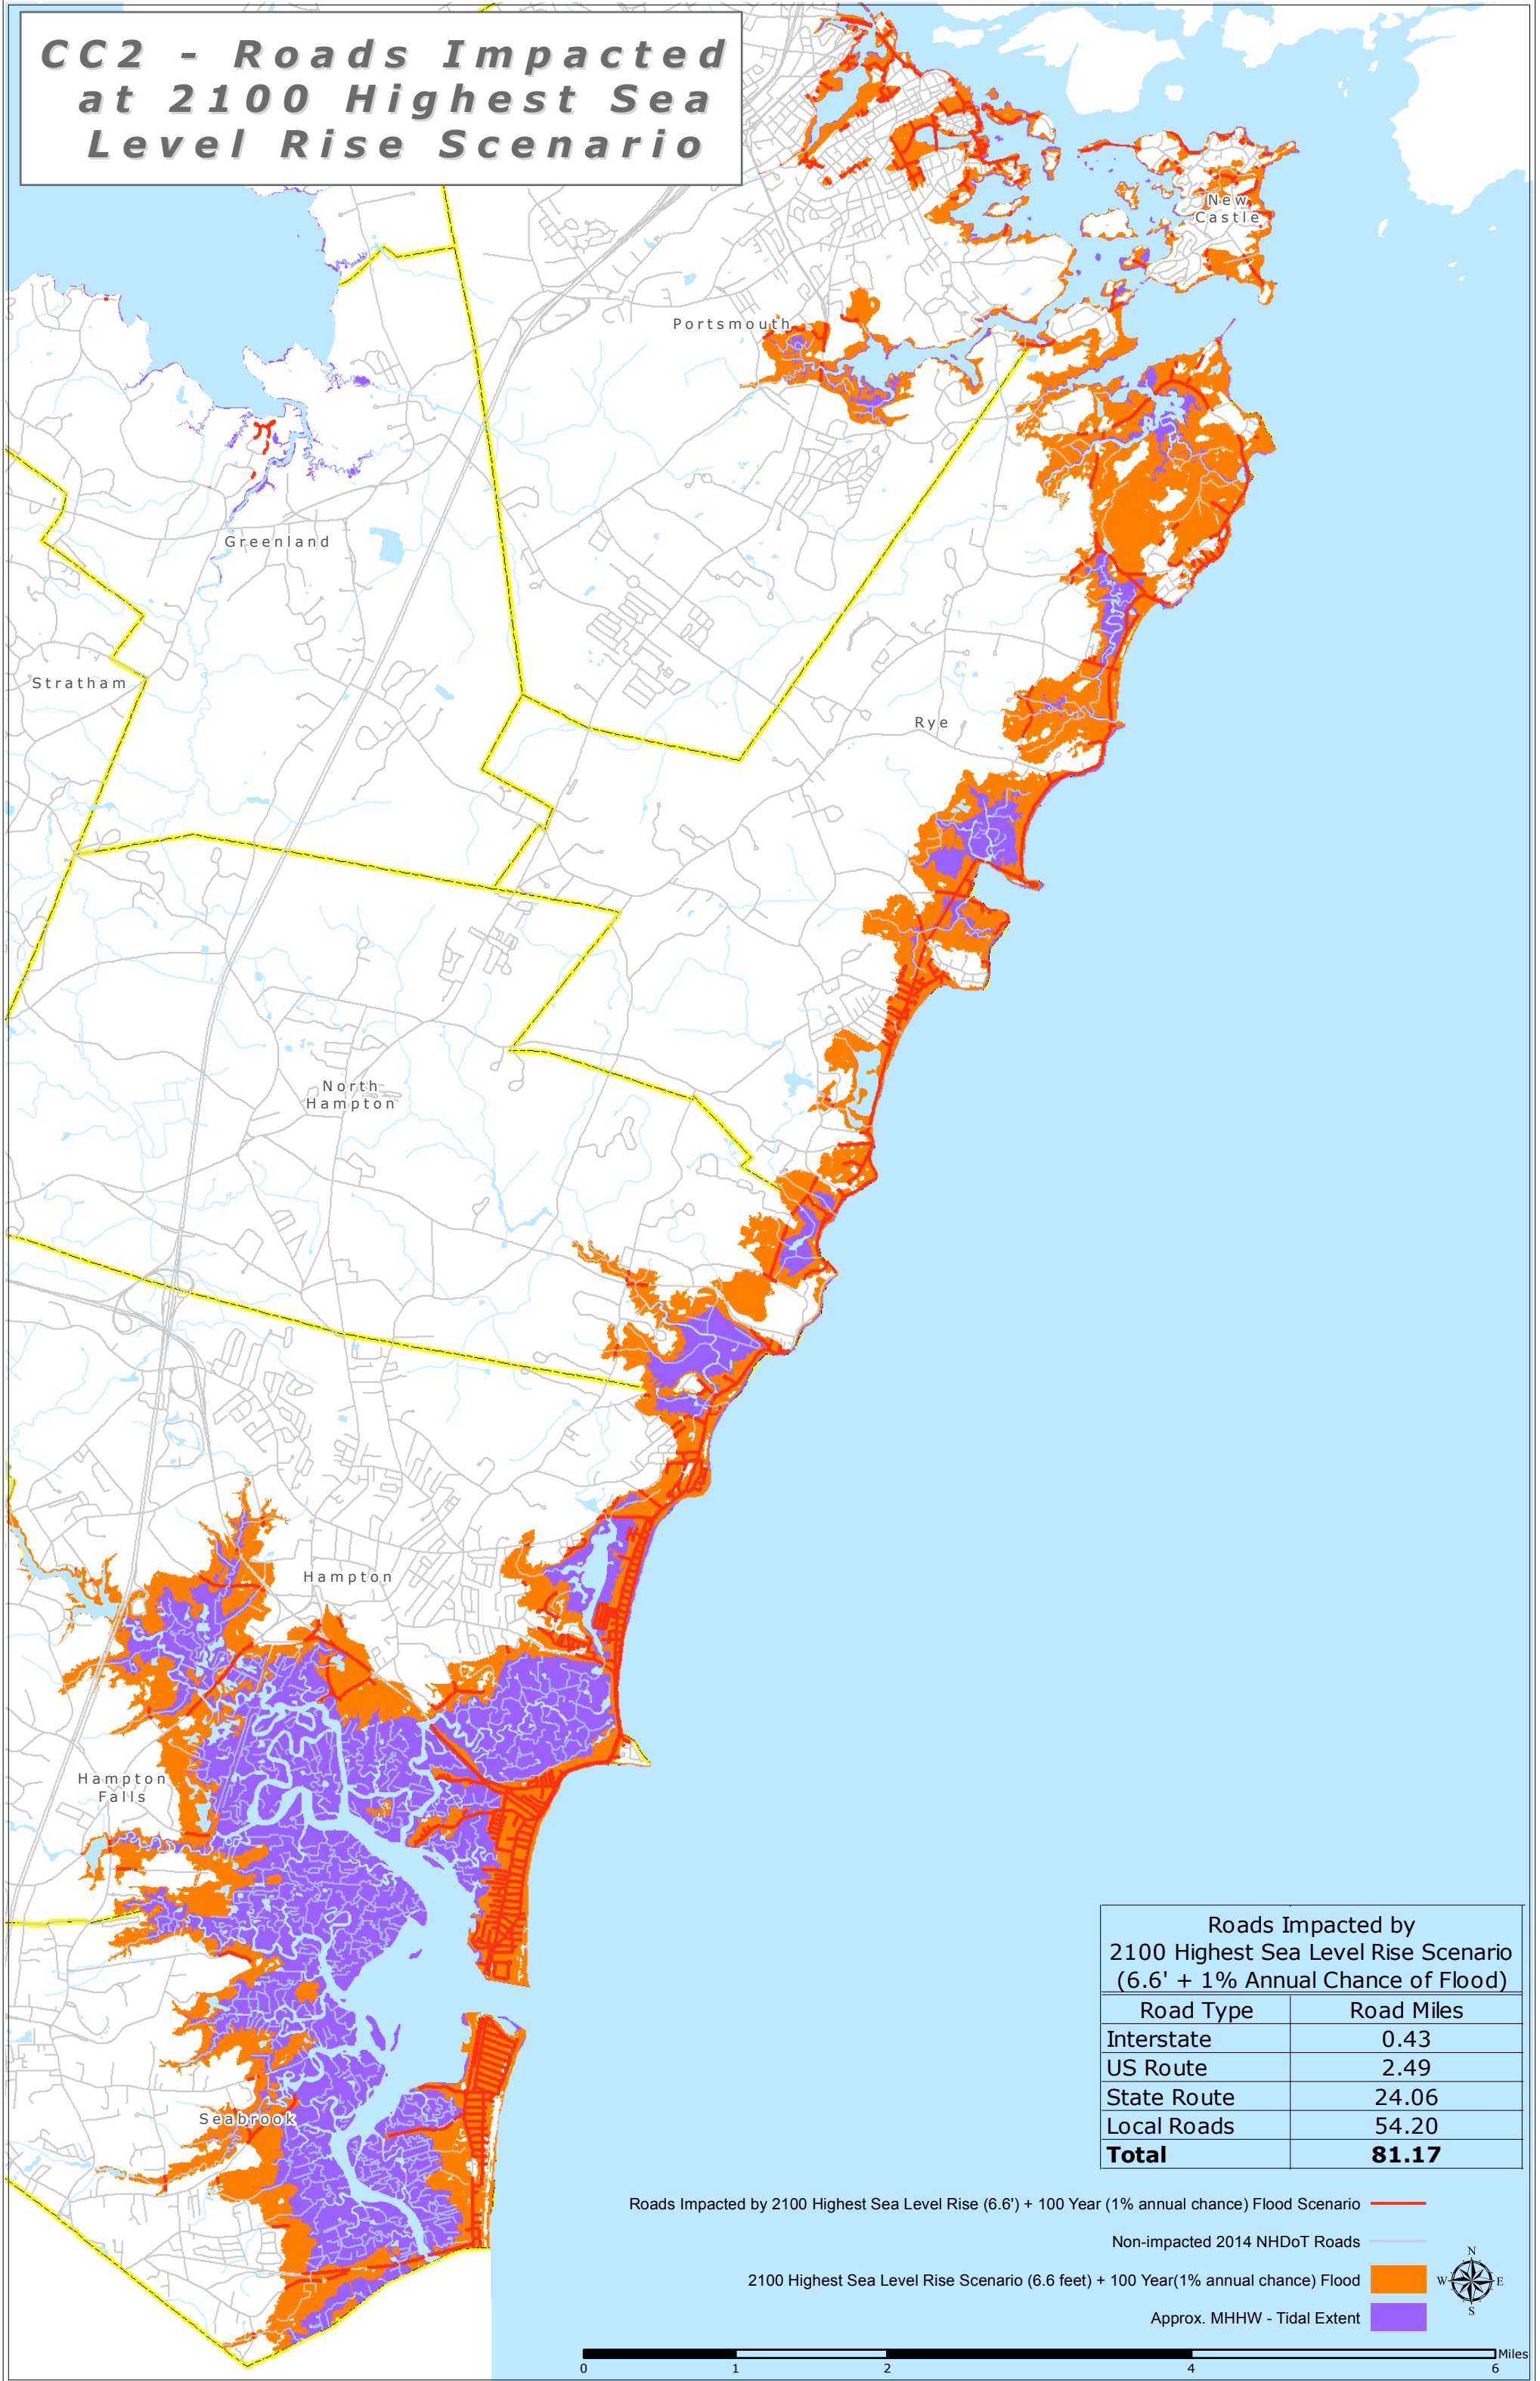 CC2 - Roads Impacted
at 2100 Highest Sea
Level Rise Scenario
New
Castle
Portsmouth
Greenland
Stratham
Rye
North
Hampton
Hampton
Hampton
Falls
Seabrook
Roads Impacted by
2100 Highest Sea Level Rise Scenario
(6.6' + 1% Annual Chance of Flood)
Road Type Road Miles
Interstate 0.43
US Route 2.49
State Route 24.06
Local Roads 54.20
Total 81.17
Roads Impacted by 2100 Highest Sea Level Rise (6.6') + 100 Year (1% annual chance) Flood Scenario
Non-impacted 2014 NHDoT Roads
2100 Highest Sea Level Rise Scenario (6.6 feet) + 100 Year(1% annual chance) Flood
Approx. MHHW - Tidal Extent
N
W E
S
Miles
0 1 2 4 6